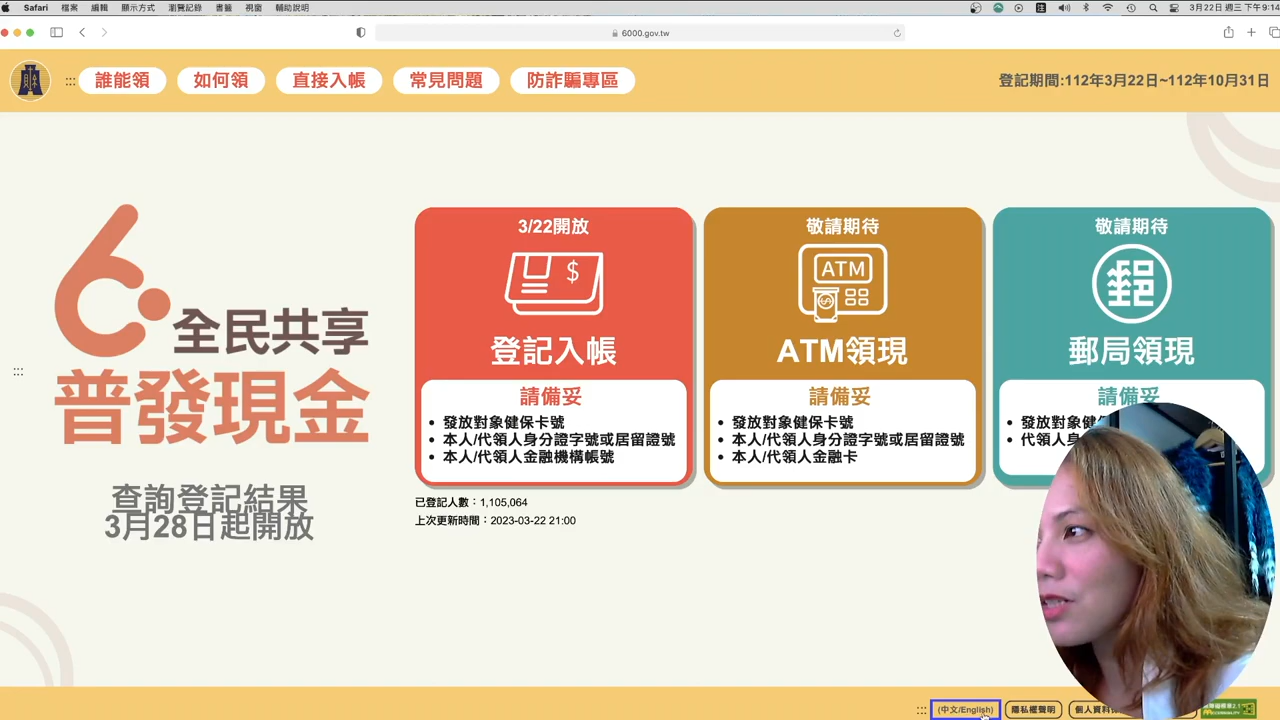 Safari 檔案 編輯 顯示方式 瀏覽記錄 書籤 視窗 輔助說明 3月22日 週三 下午9:14
6000.gov.tw
誰能領 如何領 直接入帳 常見問題 防詐騙專區 登記期間:112年3月22日~112年10月31日
全民共享
普發現金
查詢登記結果
3月28日起開放
3/22開放
登記入帳
請備妥
• 發放對象健保卡號
• 本人/代領人身分證字號或居留證號
• 本人/代領人金融機構帳號
敬請期待
ATM
ATM領現
請備妥
• 發放對象健保卡號
• 本人/代領人身分證字號或居留證號
• 本人/代領人金融卡
敬請期待
郵
郵局領現
請備妥
• 發放對象健
• 代領人身
已登記人數：1,105,064
上次更新時間：2023-03-22 21:00
(中文/English) 隱私權聲明 個人資料